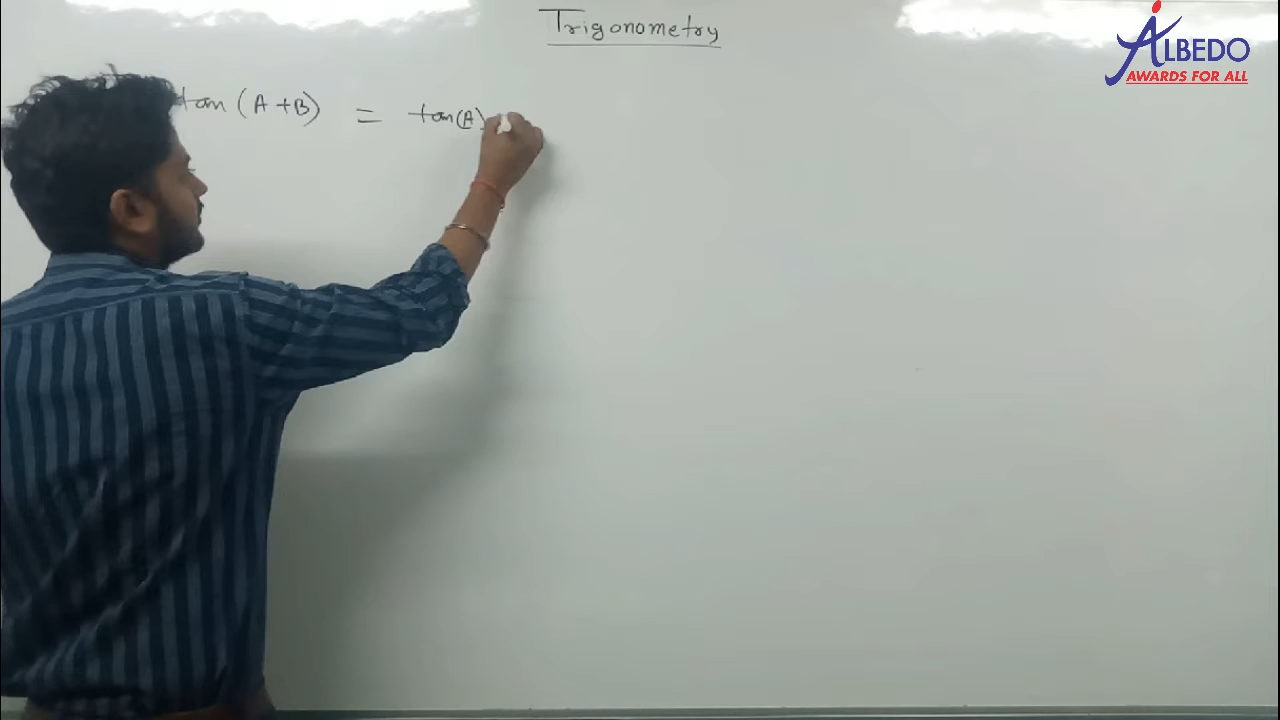 Trigonometry
ALBEDO
AWARDS FOR ALL
tan (A+B) = tan(A)